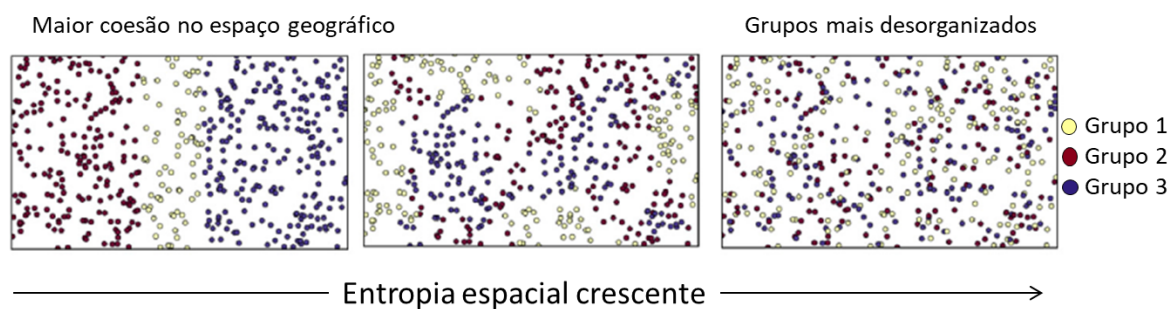 Maior coesão no espaço geográfico
Grupos mais desorganizados
Grupo 1
Grupo 2
Grupo 3
Entropia espacial crescente